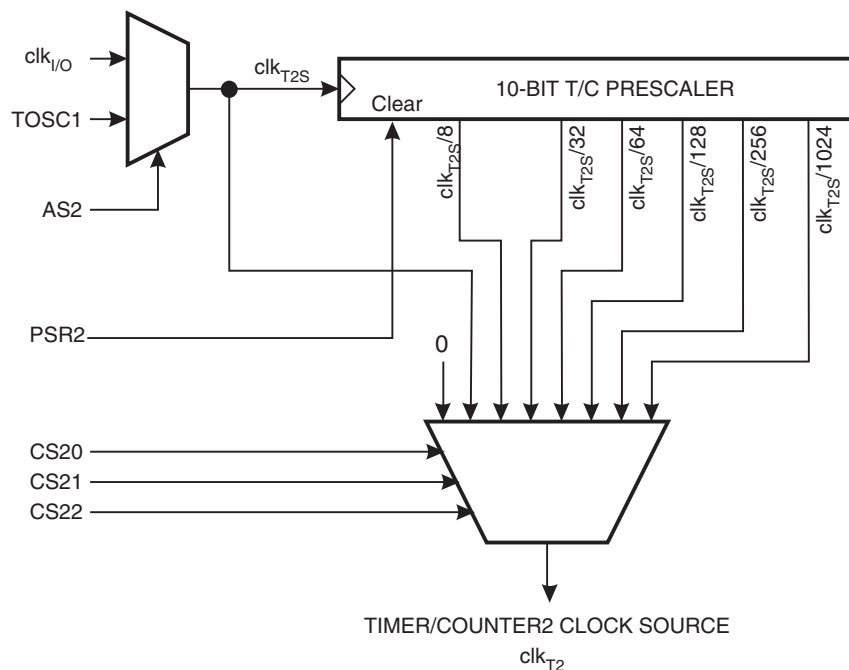 clkI/O
clkT2S
10-BIT T/C PRESCALER
TOSC1
Clear
clkT2S/8
clkT2S/32
clkT2S/64
clkT2S/128
clkT2S/256
clkT2S/1024
AS2
PSR2
0
CS20
CS21
CS22
TIMER/COUNTER2 CLOCK SOURCE
clkT2